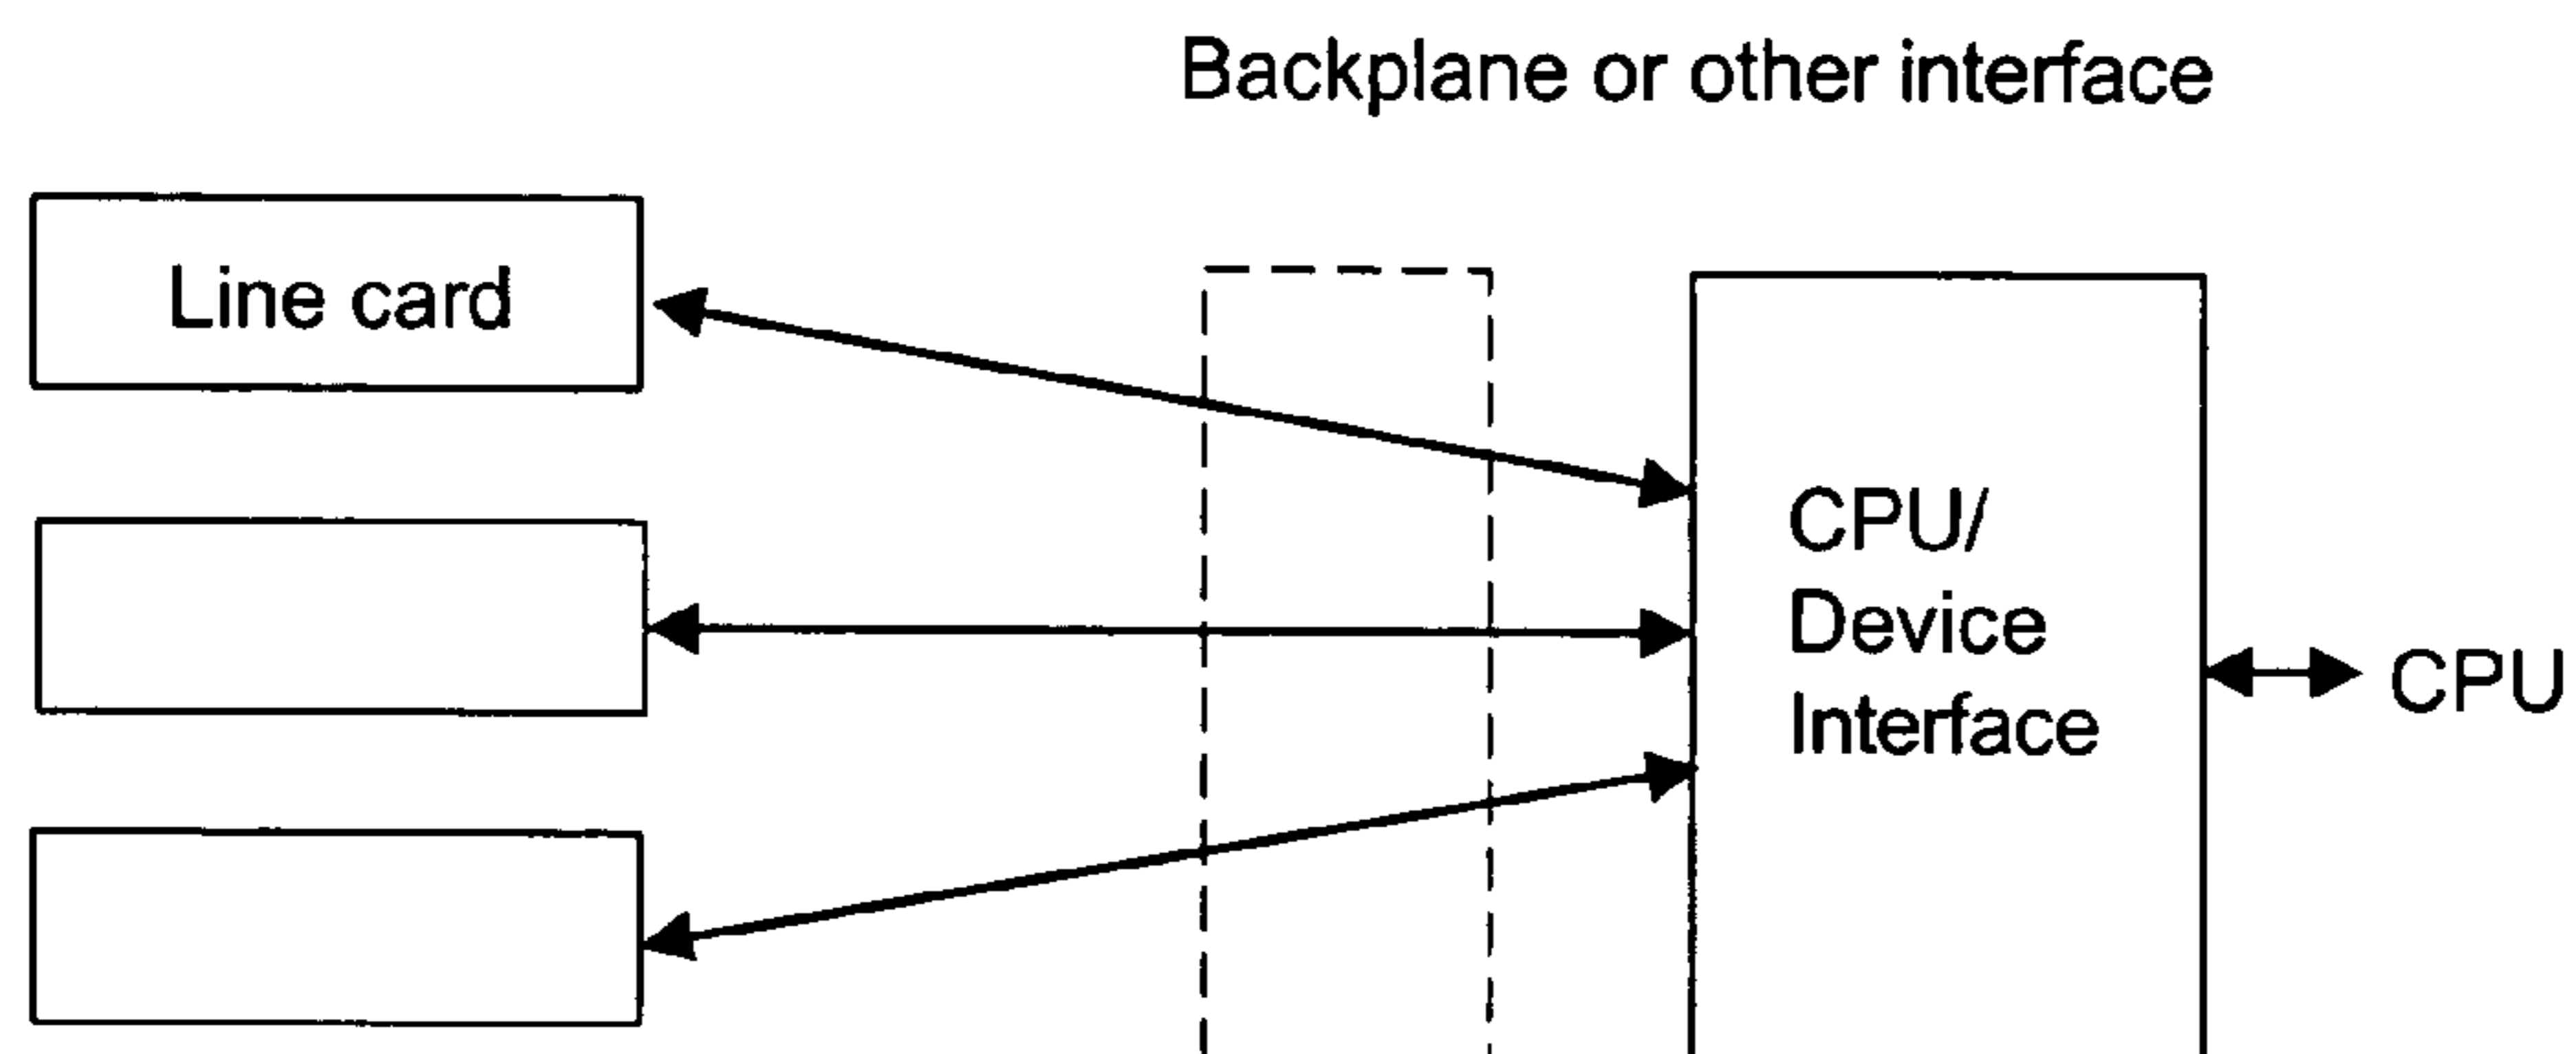 Backplane or other interface
Line card
CPU/
Device
Interface
CPU